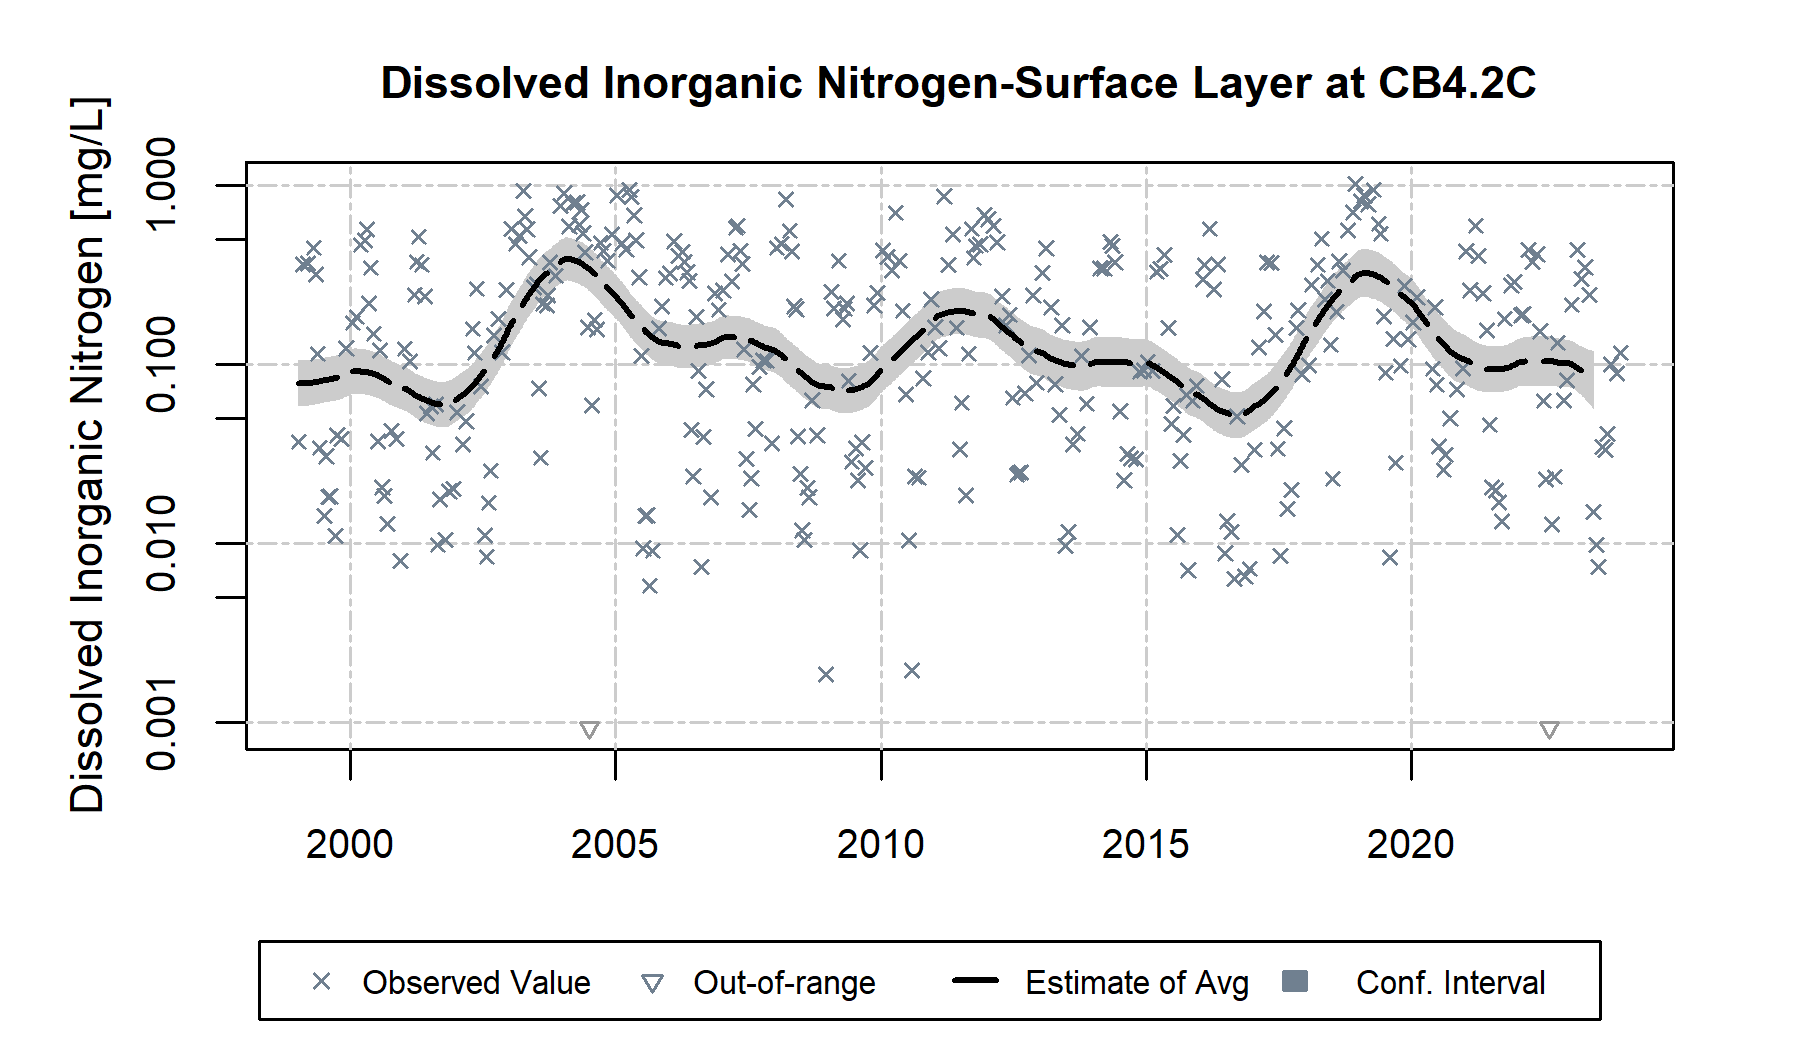 Dissolved Inorganic Nitrogen-Surface Layer at CB4.2C
Dissolved Inorganic Nitrogen [mg/L]
1.000
0.100
0.010
0.001
2000 2005 2010 2015 2020
Observed Value Out-of-range Estimate of Avg Conf. Interval